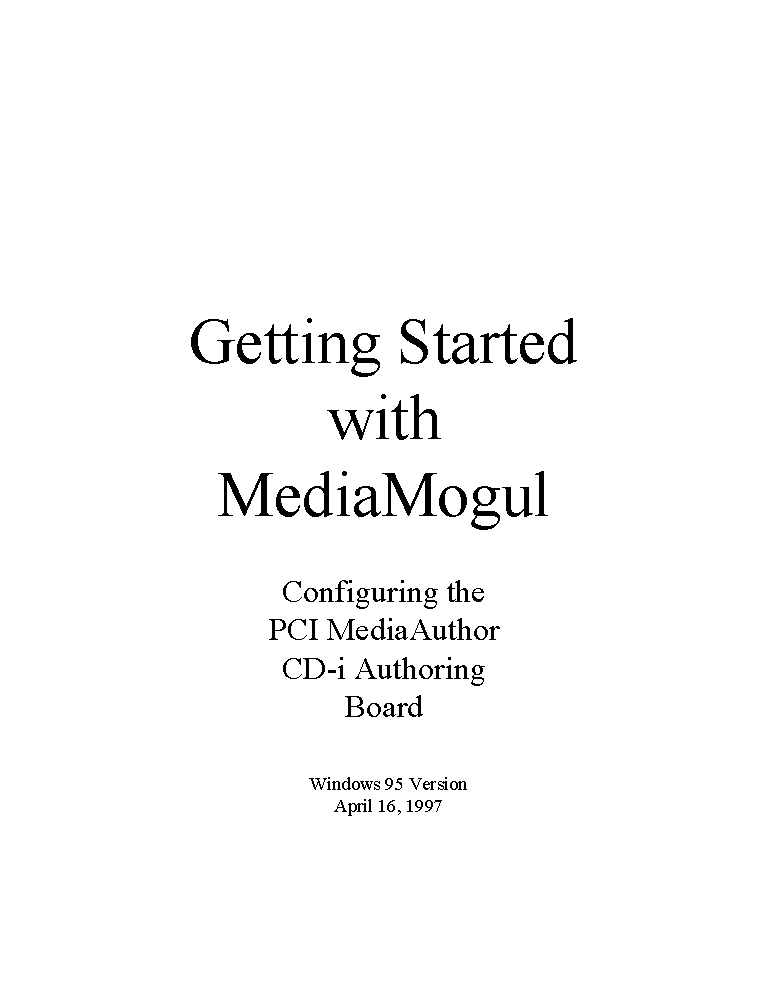 Getting Started
with
MediaMogul
Configuring the
PCI MediaAuthor
CD-i Authoring
Board
Windows 95 Version
April 16, 1997